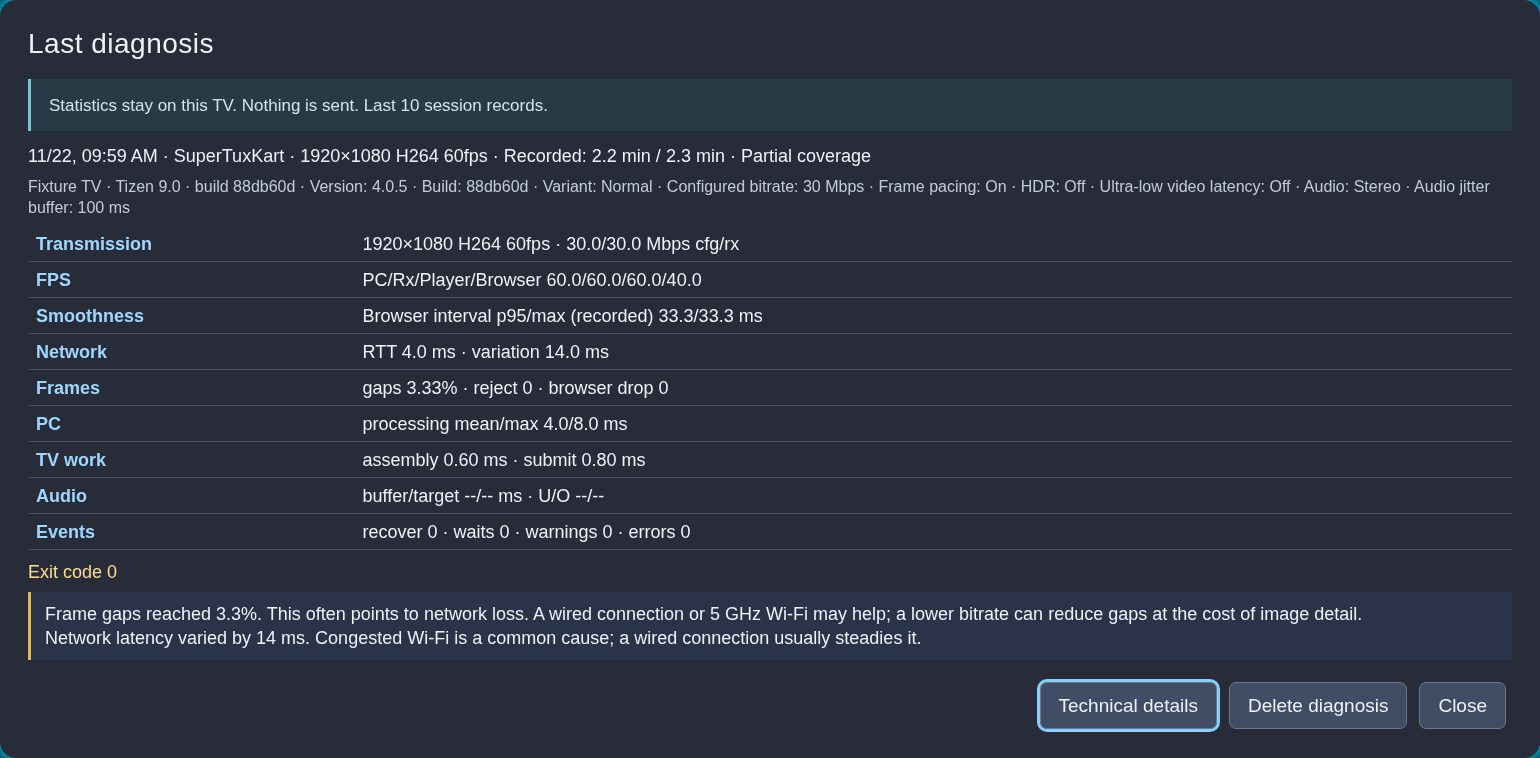 Last diagnosis
Statistics stay on this TV. Nothing is sent. Last 10 session records.
11/22, 09:59 AM · SuperTuxKart · 1920×1080 H264 60fps · Recorded: 2.2 min / 2.3 min · Partial coverage
Fixture TV · Tizen 9.0 · build 88db60d · Version: 4.0.5 · Build: 88db60d · Variant: Normal · Configured bitrate: 30 Mbps · Frame pacing: On · HDR: Off · Ultra-low video latency: Off · Audio: Stereo · Audio jitter
buffer: 100 ms
Transmission 1920×1080 H264 60fps · 30.0/30.0 Mbps cfg/rx
FPS PC/Rx/Player/Browser 60.0/60.0/60.0/40.0
Smoothness Browser interval p95/max (recorded) 33.3/33.3 ms
Network RTT 4.0 ms · variation 14.0 ms
Frames gaps 3.33% · reject 0 · browser drop 0
PC processing mean/max 4.0/8.0 ms
TV work assembly 0.60 ms · submit 0.80 ms
Audio buffer/target --/-- ms · U/O --/--
Events recover 0 · waits 0 · warnings 0 · errors 0
Exit code 0
Frame gaps reached 3.3%. This often points to network loss. A wired connection or 5 GHz Wi-Fi may help; a lower bitrate can reduce gaps at the cost of image detail.
Network latency varied by 14 ms. Congested Wi-Fi is a common cause; a wired connection usually steadies it.
Technical details Delete diagnosis Close